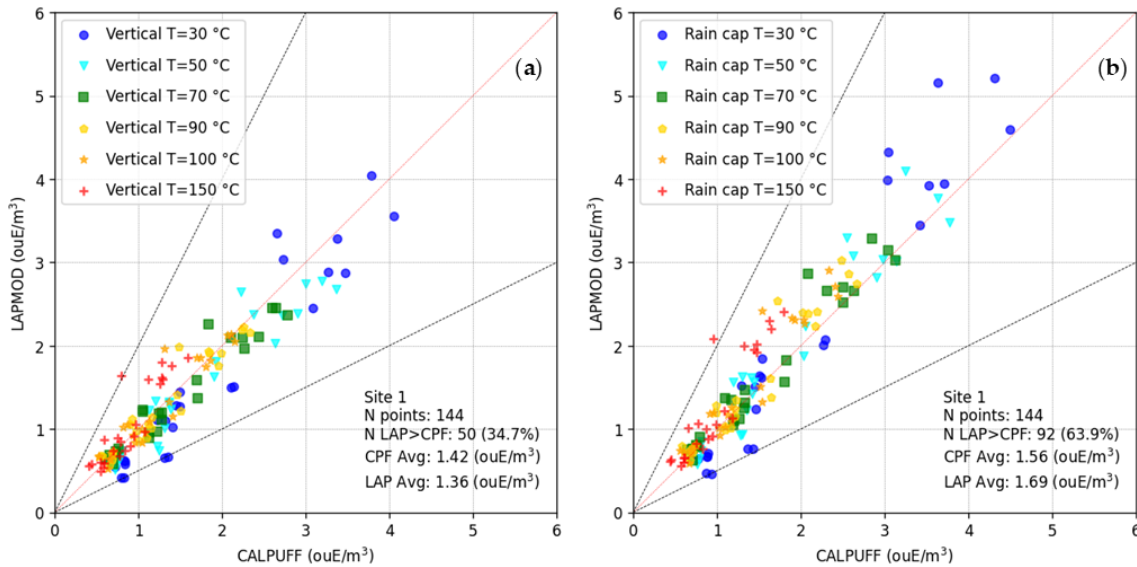 (a)
Vertical T=30 °C
Vertical T=50 °C
Vertical T=70 °C
Vertical T=90 °C
Vertical T=100 °C
Vertical T=150 °C
Site 1
N points: 144
N LAP>CPF: 50 (34.7%)
CPF Avg: 1.42 (ouE/m³)
LAP Avg: 1.36 (ouE/m³)
LAPMOD (ouE/m³)
6
5
4
3
2
1
0
0 1 2 3 4 5 6
CALPUFF (ouE/m³)
(b)
Rain cap T=30 °C
Rain cap T=50 °C
Rain cap T=70 °C
Rain cap T=90 °C
Rain cap T=100 °C
Rain cap T=150 °C
Site 1
N points: 144
N LAP>CPF: 92 (63.9%)
CPF Avg: 1.56 (ouE/m³)
LAP Avg: 1.69 (ouE/m³)
LAPMOD (ouE/m³)
6
5
4
3
2
1
0
0 1 2 3 4 5 6
CALPUFF (ouE/m³)